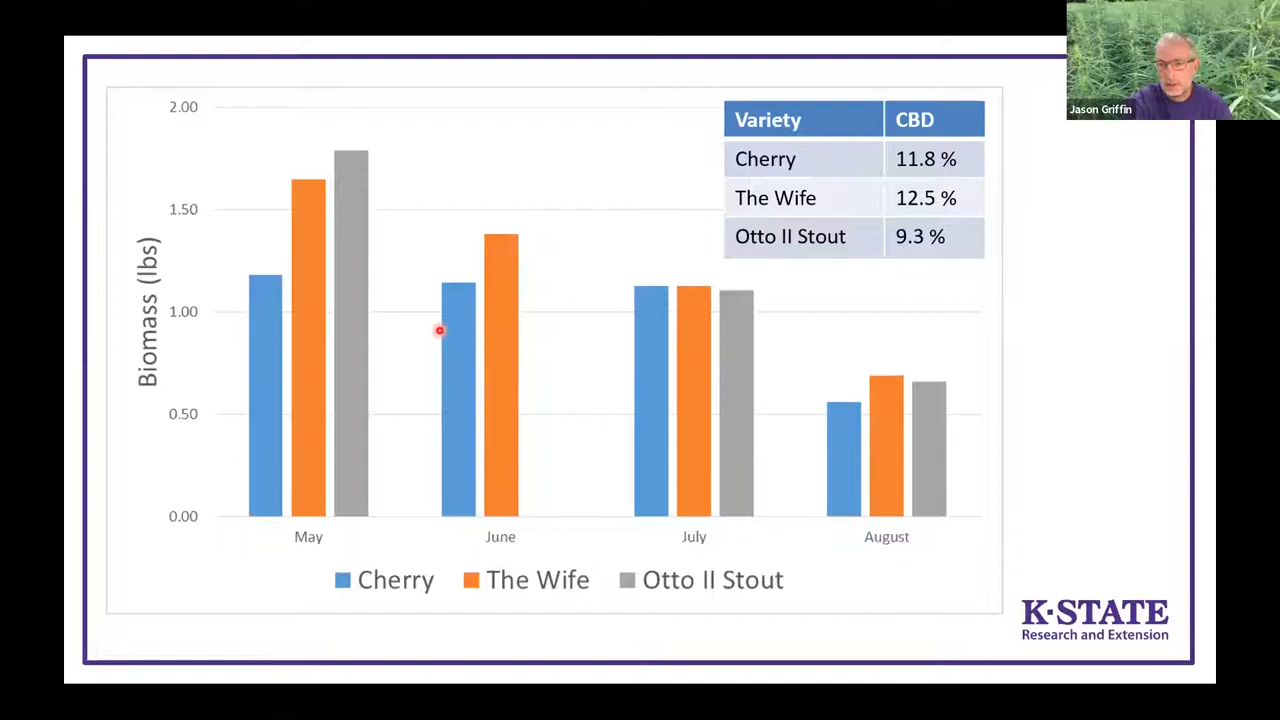 Jason Griffin
2.00
1.50
1.00
0.50
0.00
Biomass (lbs)
Variety CBD
Cherry 11.8 %
The Wife 12.5 %
Otto II Stout 9.3 %
May June July August
Cherry The Wife Otto II Stout
K-STATE
Research and Extension